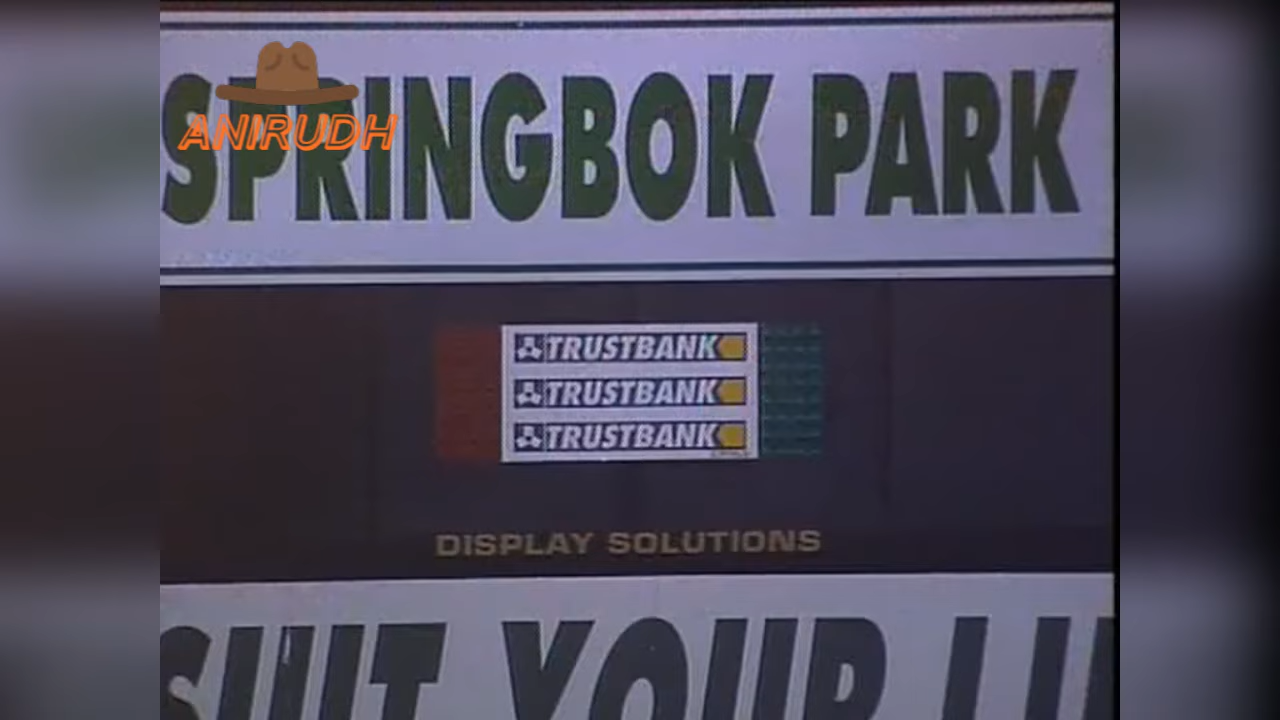 SPRINGBOK PARK
ANIRUDH
TRUSTBANK
TRUSTBANK
TRUSTBANK
DISPLAY SOLUTIONS
SUIT YOUR